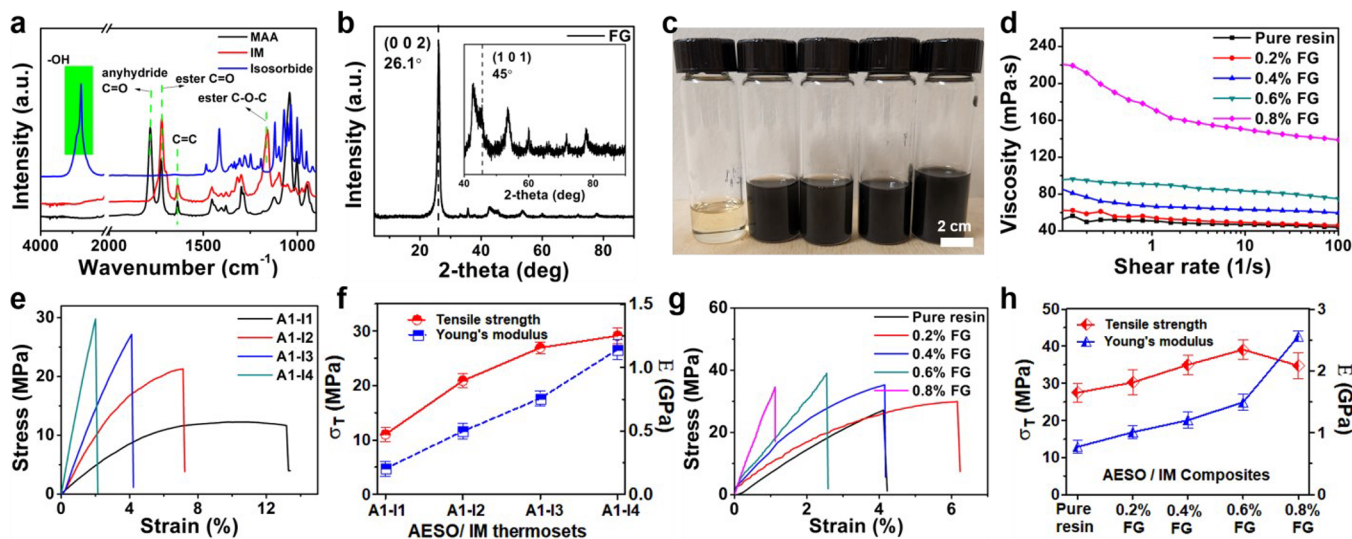 a
Intensity (a.u.)
-OH
MAA
IM
Isosorbide
anyhydride
C=O
ester C=O
ester C-O-C
C=C
4000
2000
1500
1000
Wavenumber (cm-1)
b
Intensity (a.u.)
FG
(0 0 2)
26.1°
(1 0 1)
45°
40
60
80
2-theta (deg)
20
40
60
80
2-theta (deg)
c
2 cm
d
Viscosity (mPa·s)
240
200
160
120
80
40
Pure resin
0.2% FG
0.4% FG
0.6% FG
0.8% FG
1
10
100
Shear rate (1/s)
e
Stress (MPa)
30
20
10
0
A1-I1
A1-I2
A1-I3
A1-I4
0
4
8
12
Strain (%)
f
σT (MPa)
30
20
10
0
Tensile strength
Young's modulus
1.5
1.0
0.5
0.0
E (GPa)
A1-I1
A1-I2
A1-I3
A1-I4
AESO/ IM thermosets
g
Stress (MPa)
60
40
20
0
Pure resin
0.2% FG
0.4% FG
0.6% FG
0.8% FG
0
2
4
6
Strain (%)
h
σT (MPa)
50
40
30
20
10
0
Tensile strength
Young's modulus
3
2
1
0
E (GPa)
AESO / IM Composites
Pure
resin
0.2%
FG
0.4%
FG
0.6%
FG
0.8%
FG